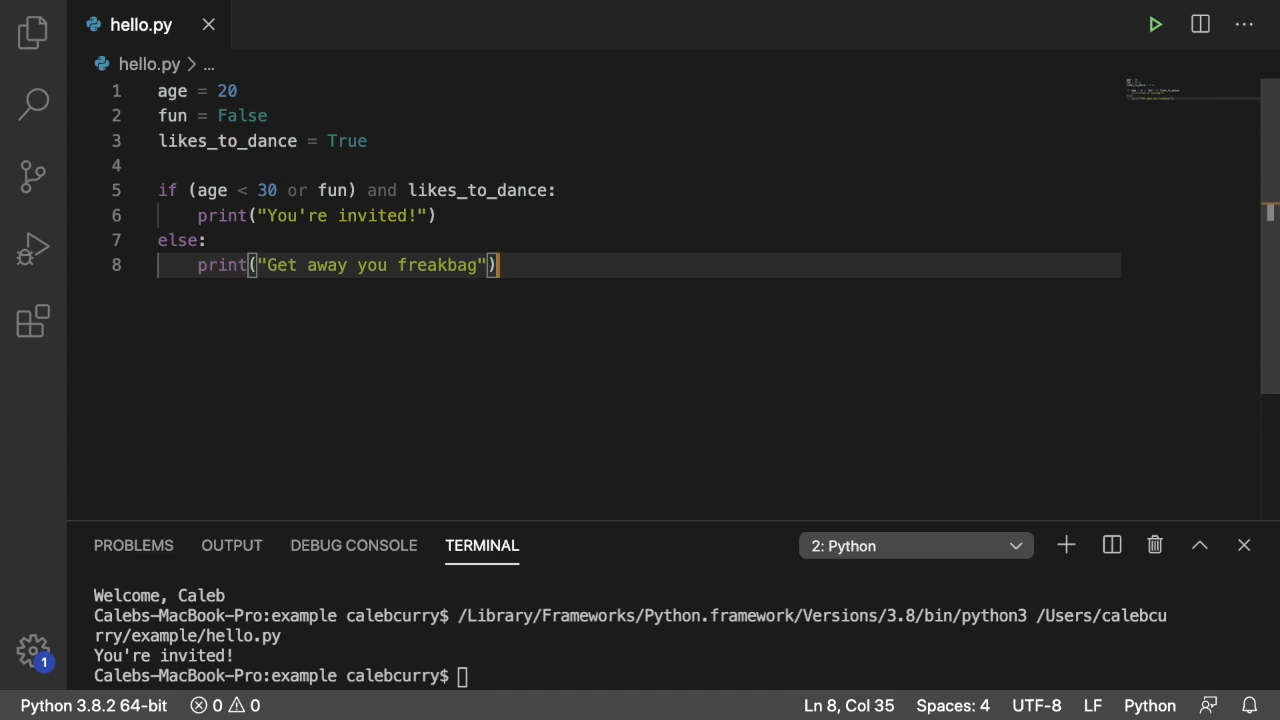 hello.py
hello.py > ...
1 age = 20
2 fun = False
3 likes_to_dance = True
4
5 if (age < 30 or fun) and likes_to_dance:
6     print("You're invited!")
7 else:
8     print("Get away you freakbag")
PROBLEMS OUTPUT DEBUG CONSOLE TERMINAL 2: Python
Welcome, Caleb
Calebs-MacBook-Pro:example calebcurry$ /Library/Frameworks/Python.framework/Versions/3.8/bin/python3 /Users/calebcu
rry/example/hello.py
You're invited!
Calebs-MacBook-Pro:example calebcurry$
1
Python 3.8.2 64-bit 0 0 Ln 8, Col 35 Spaces: 4 UTF-8 LF Python